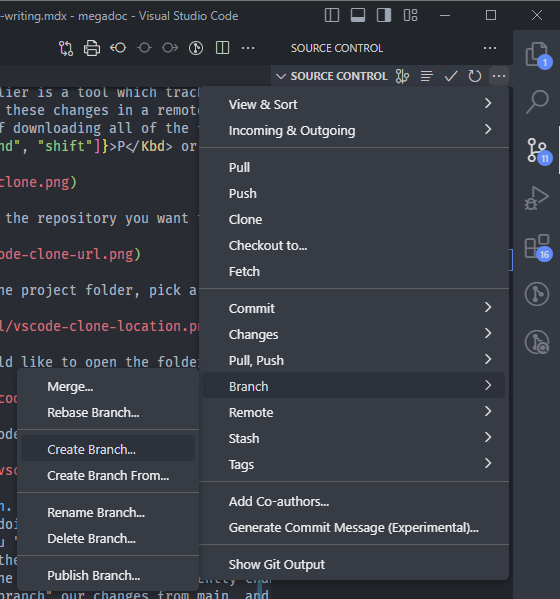 -writing.mdx - megadoc - Visual Studio Code
SOURCE CONTROL
SOURCE CONTROL
lier is a tool which track
these changes in a remot
f downloading all of the
nd", "shift"]}>P</Kbd> or
clone.png)
the repository you want
ode-clone-url.png)
ne project folder, pick a
l/vscode-clone-location.pn
ld like to open the folder
View & Sort
Incoming & Outgoing
Pull
Push
Clone
Checkout to...
Fetch
Commit
Changes
Pull, Push
Branch
Remote
Stash
Tags
Add Co-authors...
Generate Commit Message (Experimental)...
Show Git Output
Merge...
Rebase Branch...
Create Branch...
Create Branch From...
Rename Branch...
Delete Branch...
Publish Branch...
branch" our changes from main, and
1
11
16